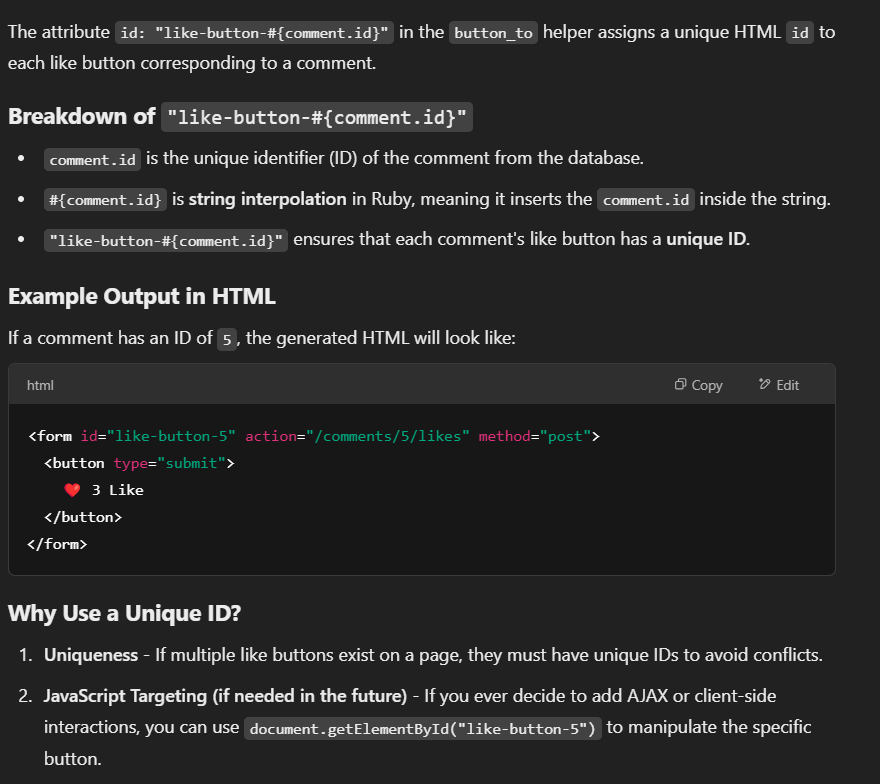 The attribute id: "like-button-#{comment.id}" in the button_to helper assigns a unique HTML id to
each like button corresponding to a comment.
Breakdown of "like-button-#{comment.id}"
• comment.id is the unique identifier (ID) of the comment from the database.
• #{comment.id} is string interpolation in Ruby, meaning it inserts the comment.id inside the string.
• "like-button-#{comment.id}" ensures that each comment's like button has a unique ID.
Example Output in HTML
If a comment has an ID of 5, the generated HTML will look like:
html Copy Edit
<form id="like-button-5" action="/comments/5/likes" method="post">
  <button type="submit">
    ❤️ 3 Like
  </button>
</form>
Why Use a Unique ID?
1. Uniqueness - If multiple like buttons exist on a page, they must have unique IDs to avoid conflicts.
2. JavaScript Targeting (if needed in the future) - If you ever decide to add AJAX or client-side
interactions, you can use document.getElementById("like-button-5") to manipulate the specific
button.